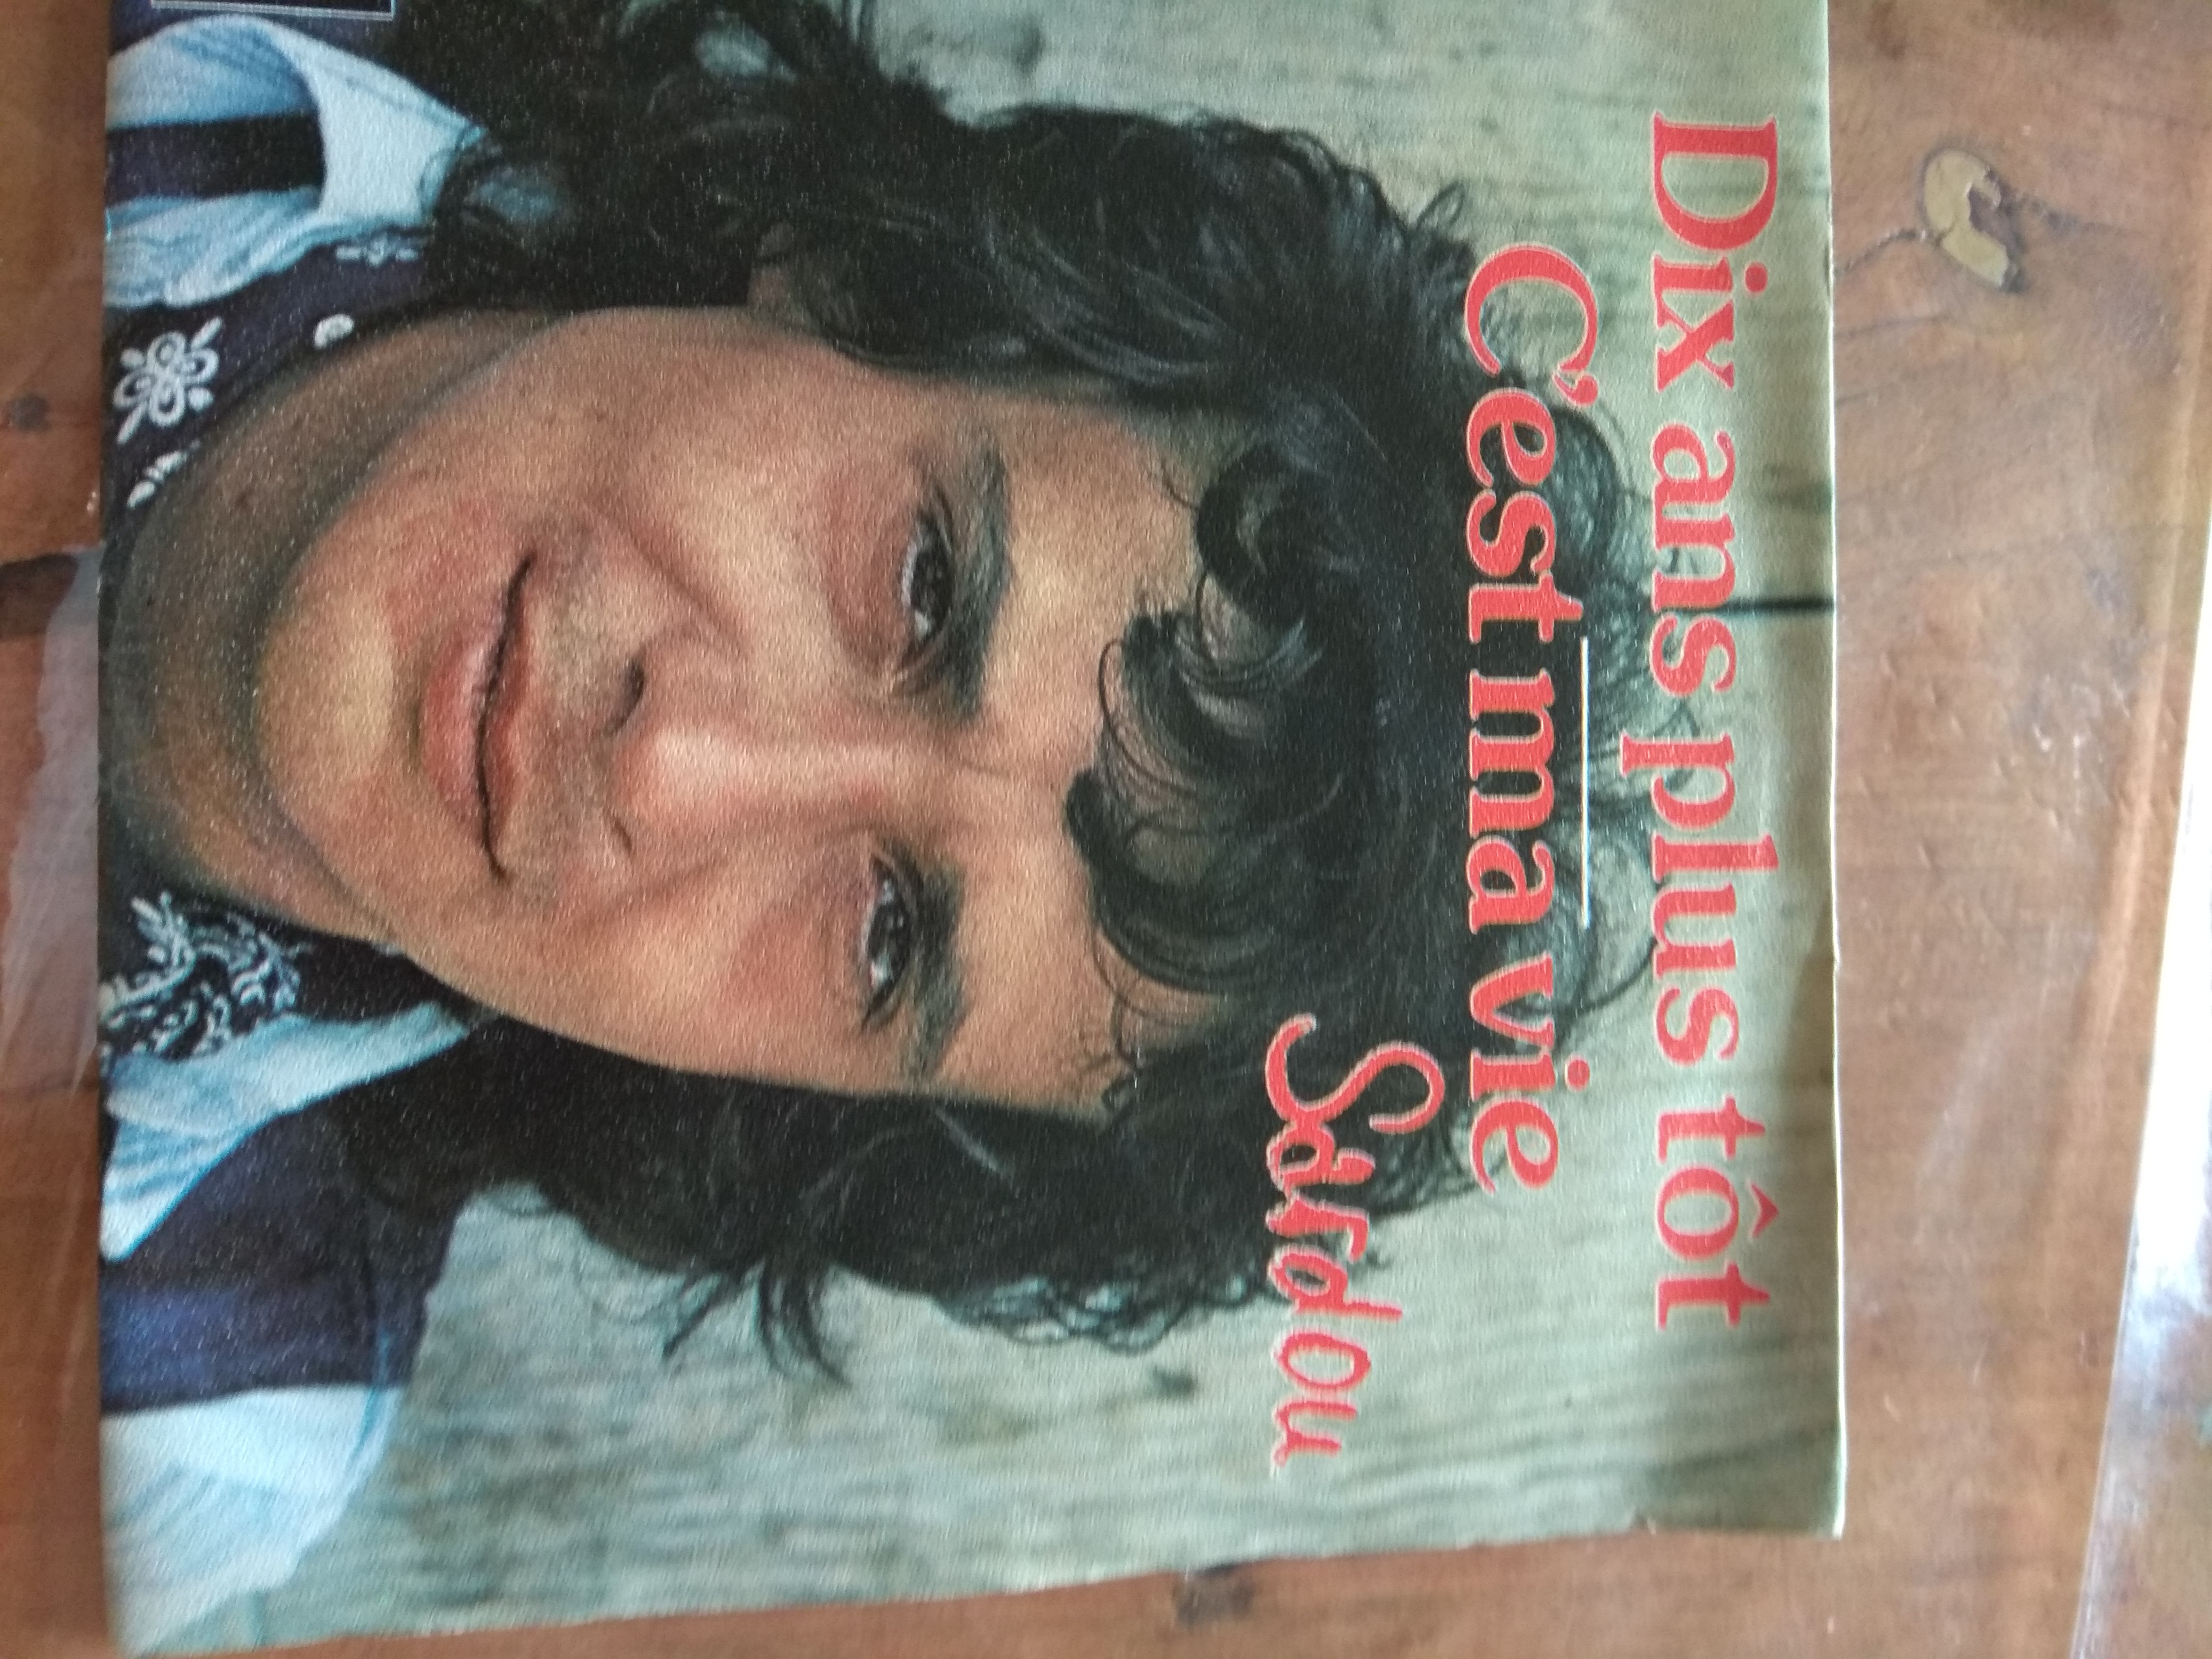 Dix ans plus tôt
C'est ma vie
Sardou